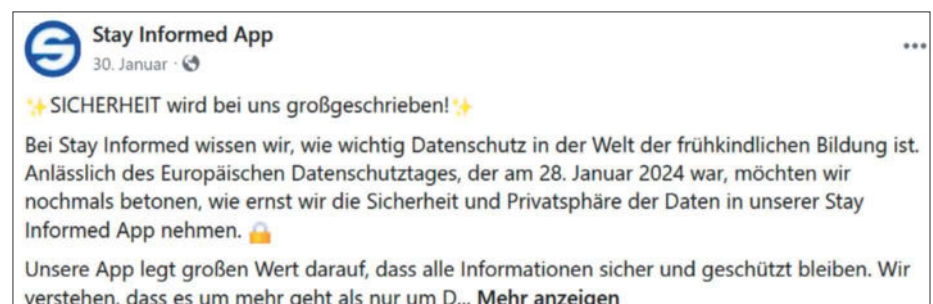 Stay Informed App
30. Januar ·
✨SICHERHEIT wird bei uns großgeschrieben!✨
Bei Stay Informed wissen wir, wie wichtig Datenschutz in der Welt der frühkindlichen Bildung ist.
Anlässlich des Europäischen Datenschutztages, der am 28. Januar 2024 war, möchten wir
nochmals betonen, wie ernst wir die Sicherheit und Privatsphäre der Daten in unserer Stay
Informed App nehmen. 🔒
Unsere App legt großen Wert darauf, dass alle Informationen sicher und geschützt bleiben. Wir
verstehen, dass es um mehr geht als nur um D... Mehr anzeigen